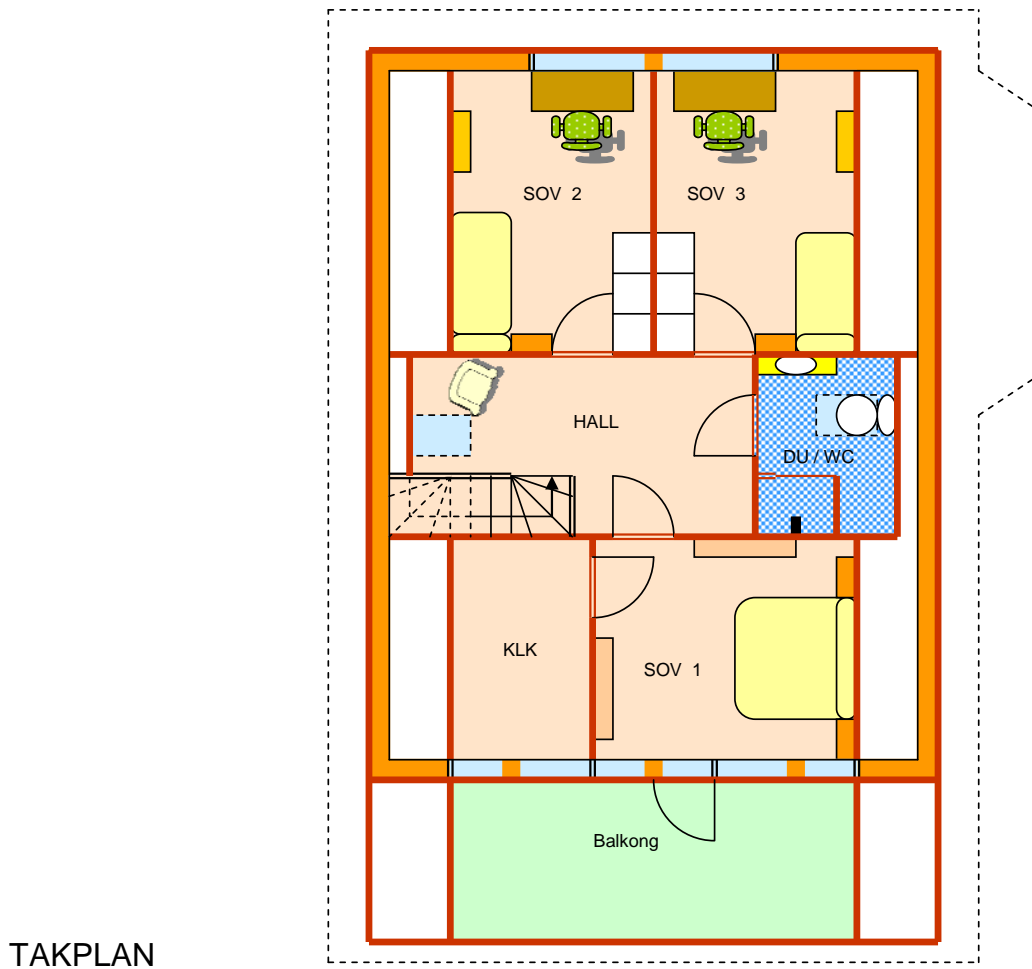 SOV 2
SOV 3
HALL
DU / WC
KLK
SOV 1
Balkong
TAKPLAN